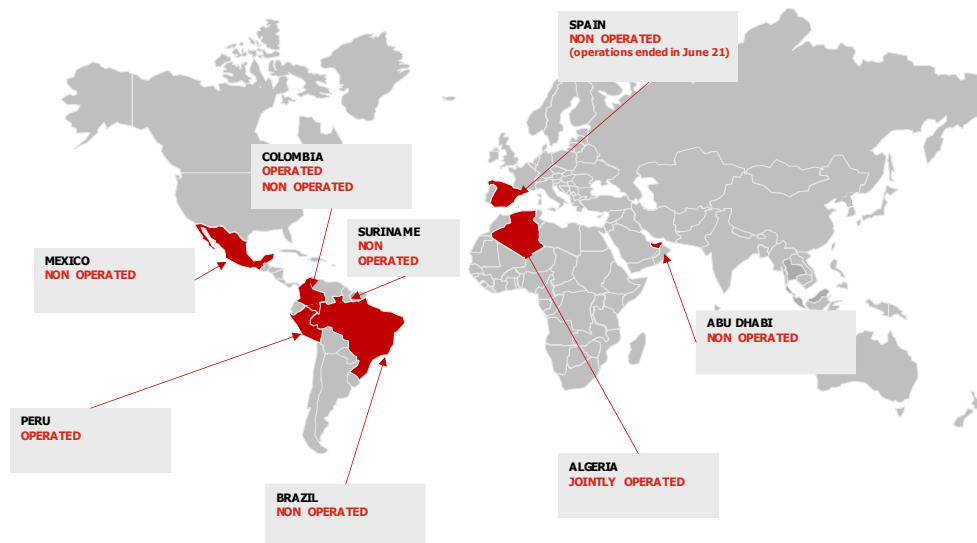 SPAIN
NON OPERATED
(operations ended in June 21)
COLOMBIA
OPERATED
NON OPERATED
SURINAME
NON
OPERATED
MEXICO
NON OPERATED
ABU DHABI
NON OPERATED
PERU
OPERATED
ALGERIA
JOINTLY OPERATED
BRAZIL
NON OPERATED